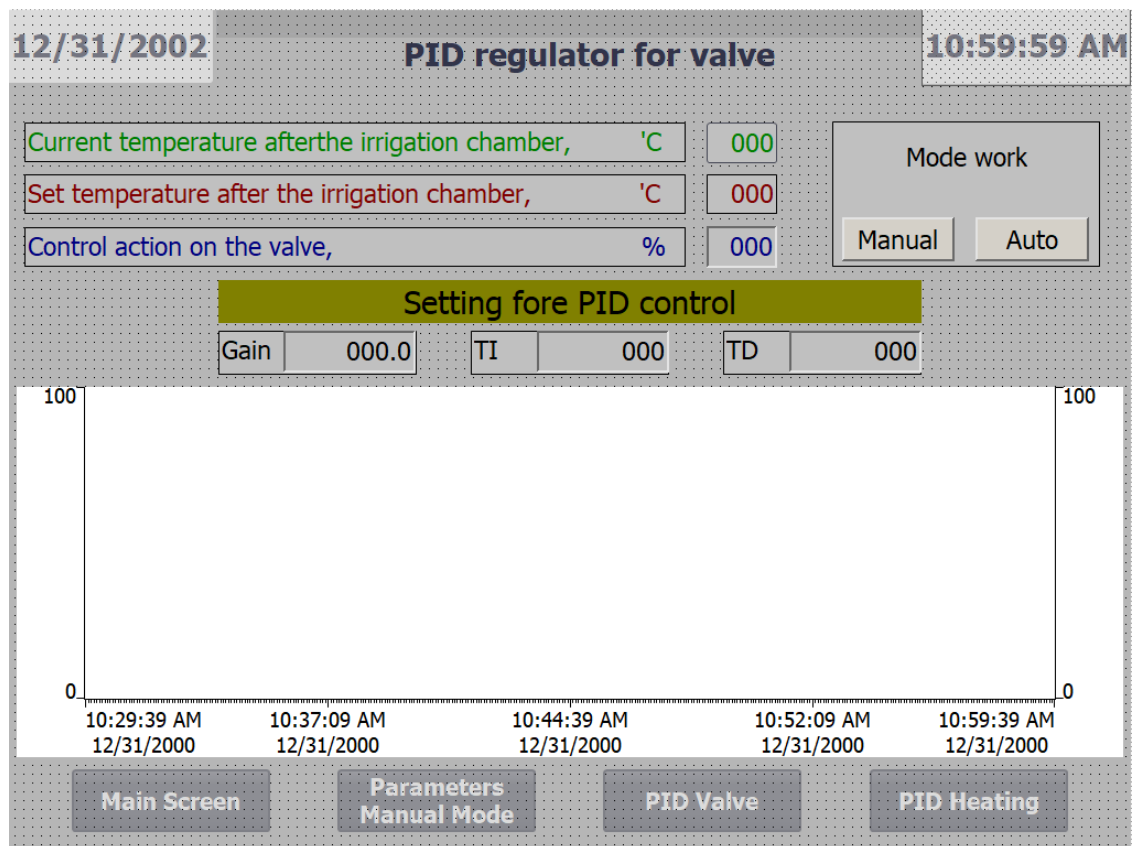 12/31/2002
PID regulator for valve
10:59:59 AM
Current temperature afterthe irrigation chamber, 'C 000
Set temperature after the irrigation chamber, 'C 000
Control action on the valve, % 000
Mode work
Manual Auto
Setting fore PID control
Gain 000.0 TI 000 TD 000
100 100
0 0
10:29:39 AM 10:37:09 AM 10:44:39 AM 10:52:09 AM 10:59:39 AM
12/31/2000 12/31/2000 12/31/2000 12/31/2000 12/31/2000
Main Screen
Parameters
Manual Mode
PID Valve
PID Heating